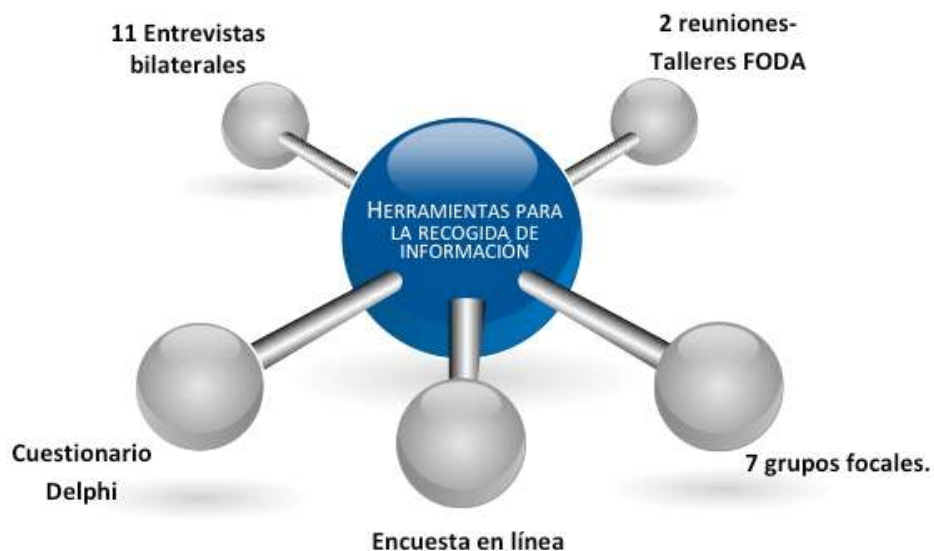 11 Entrevistas
bilaterales
2 reuniones-
Talleres FODA
HERRAMIENTAS PARA
LA RECOGIDA DE
INFORMACIÓN
Cuestionario
Delphi
7 grupos focales.
Encuesta en línea